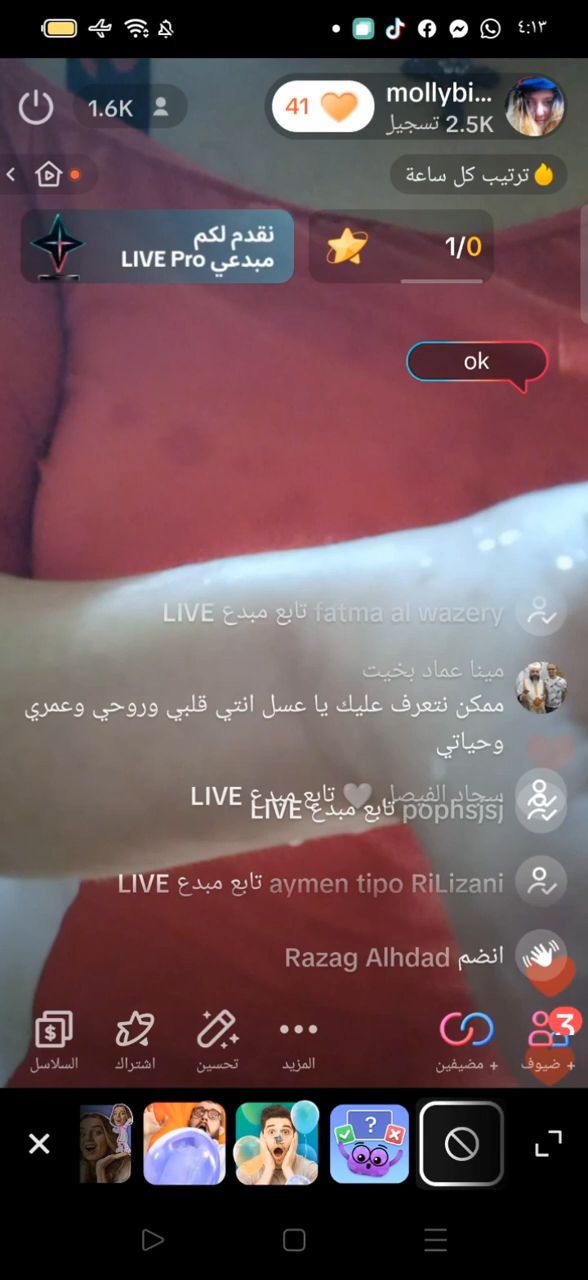 ٤:١٣
mollybi...
2.5K تسجيل
41
1.6K
ترتيب كل ساعة
نقدم لكم
مبدعي LIVE Pro
1/0
ok
fatma al wazery تابع مبدع LIVE
مينا عماد بخيت
ممكن نتعرف عليك يا عسل انتي قلبي وروحي وعمري
وحياتي
سجاد الفيصل 🤍 تابع مبدع LIVE
pophsjsj تابع مبدع LIVE
aymen tipo RiLizani تابع مبدع LIVE
Razag Alhdad انضم
3
+ ضيوف
+ مضيفين
المزيد
تحسين
اشتراك
السلاسل